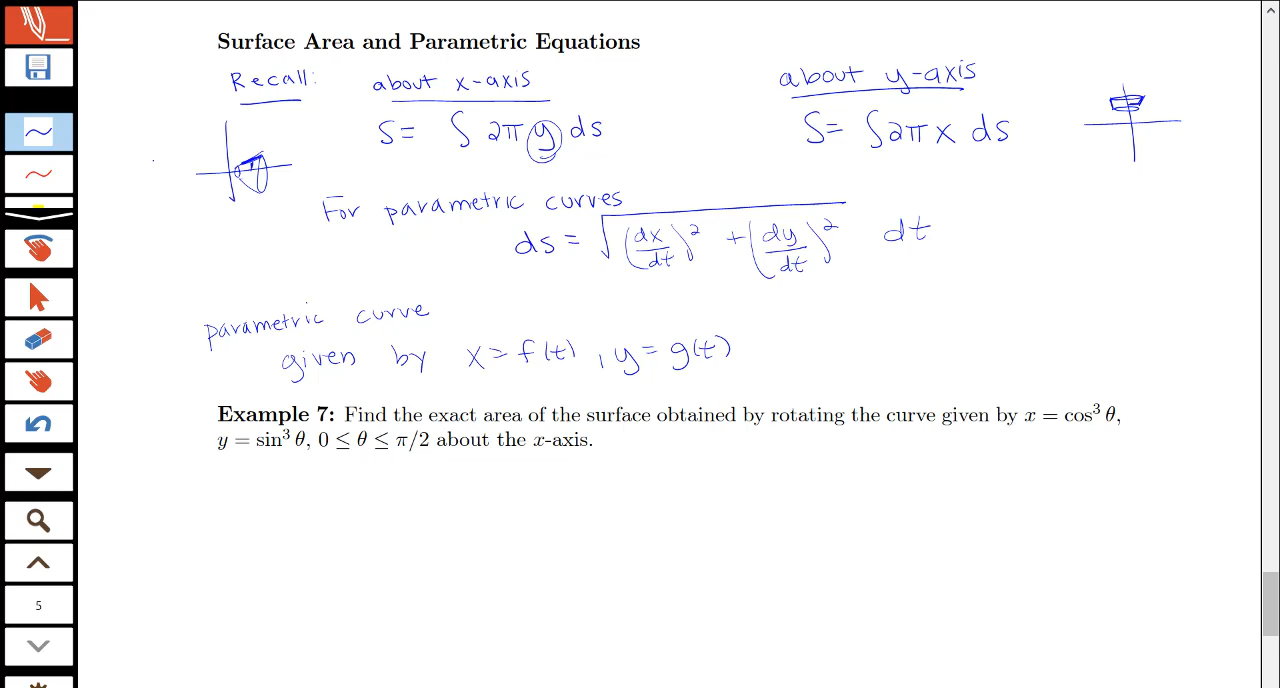 Surface Area and Parametric Equations
Recall: about x-axis about y-axis
S = ∫ 2π y ds S = ∫ 2π x ds
For parametric curves
ds = √((dx/dt)² + (dy/dt)²) dt
parametric curve
given by x = f(t), y = g(t)
Example 7: Find the exact area of the surface obtained by rotating the curve given by x = cos³ θ,
y = sin³ θ, 0 ≤ θ ≤ π/2 about the x-axis.
5